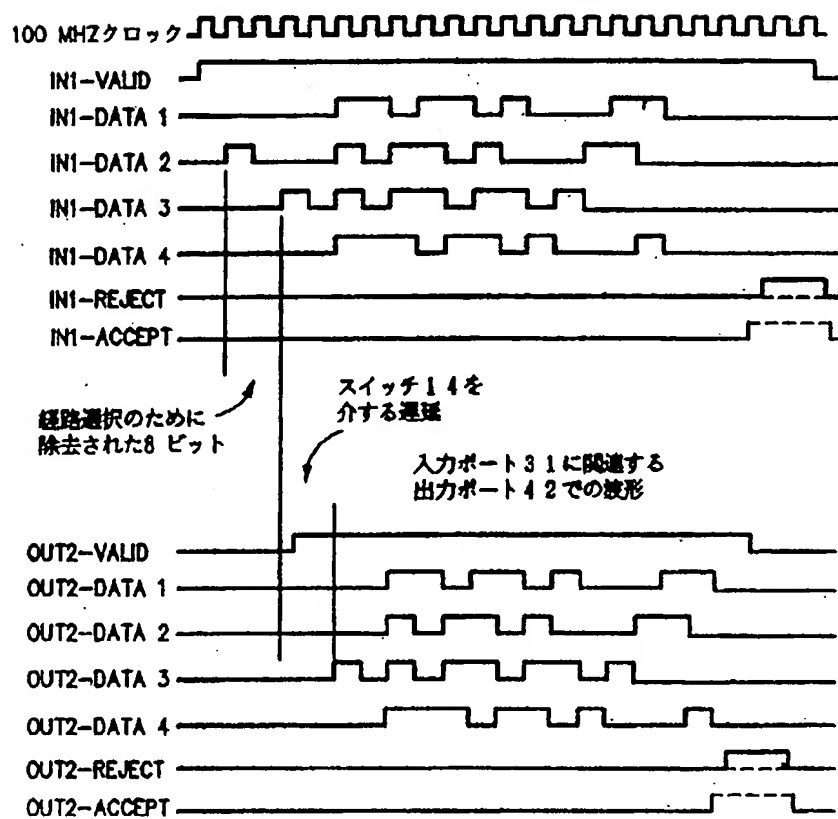 100 MHZクロック
IN1-VALID
IN1-DATA 1
IN1-DATA 2
IN1-DATA 3
IN1-DATA 4
IN1-REJECT
IN1-ACCEPT
経路選択のために
除去された8 ビット
スイッチ14を
介する遅延
入力ポート31に関連する
出力ポート42での波形
OUT2-VALID
OUT2-DATA 1
OUT2-DATA 2
OUT2-DATA 3
OUT2-DATA 4
OUT2-REJECT
OUT2-ACCEPT